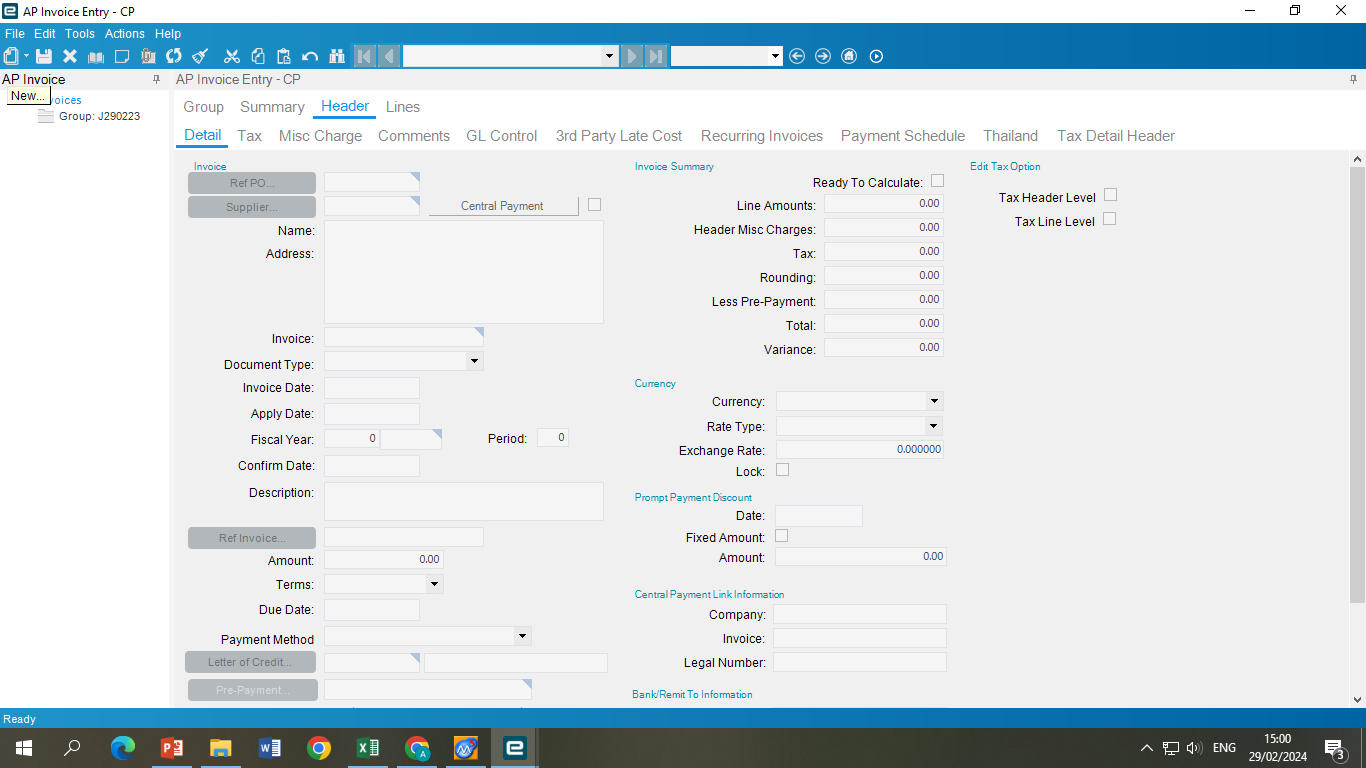 AP Invoice Entry - CP
File Edit Tools Actions Help
AP Invoice
AP Invoice Entry - CP
New...
voices
Group: J290223
Group Summary Header Lines
Detail Tax Misc Charge Comments GL Control 3rd Party Late Cost Recurring Invoices Payment Schedule Thailand Tax Detail Header
Invoice
Ref PO...
Supplier...
Central Payment
Name:
Address:
Invoice:
Document Type:
Invoice Date:
Apply Date:
Fiscal Year: 0 Period: 0
Confirm Date:
Description:
Ref Invoice...
Amount: 0.00
Terms:
Due Date:
Payment Method
Letter of Credit...
Pre-Payment...
Invoice Summary
Ready To Calculate:
Line Amounts: 0.00
Header Misc Charges: 0.00
Tax: 0.00
Rounding: 0.00
Less Pre-Payment: 0.00
Total: 0.00
Variance: 0.00
Currency
Currency:
Rate Type:
Exchange Rate: 0.000000
Lock:
Prompt Payment Discount
Date:
Fixed Amount:
Amount: 0.00
Central Payment Link Information
Company:
Invoice:
Legal Number:
Bank/Remit To Information
Edit Tax Option
Tax Header Level
Tax Line Level
Ready
ENG
15:00
29/02/2024
3